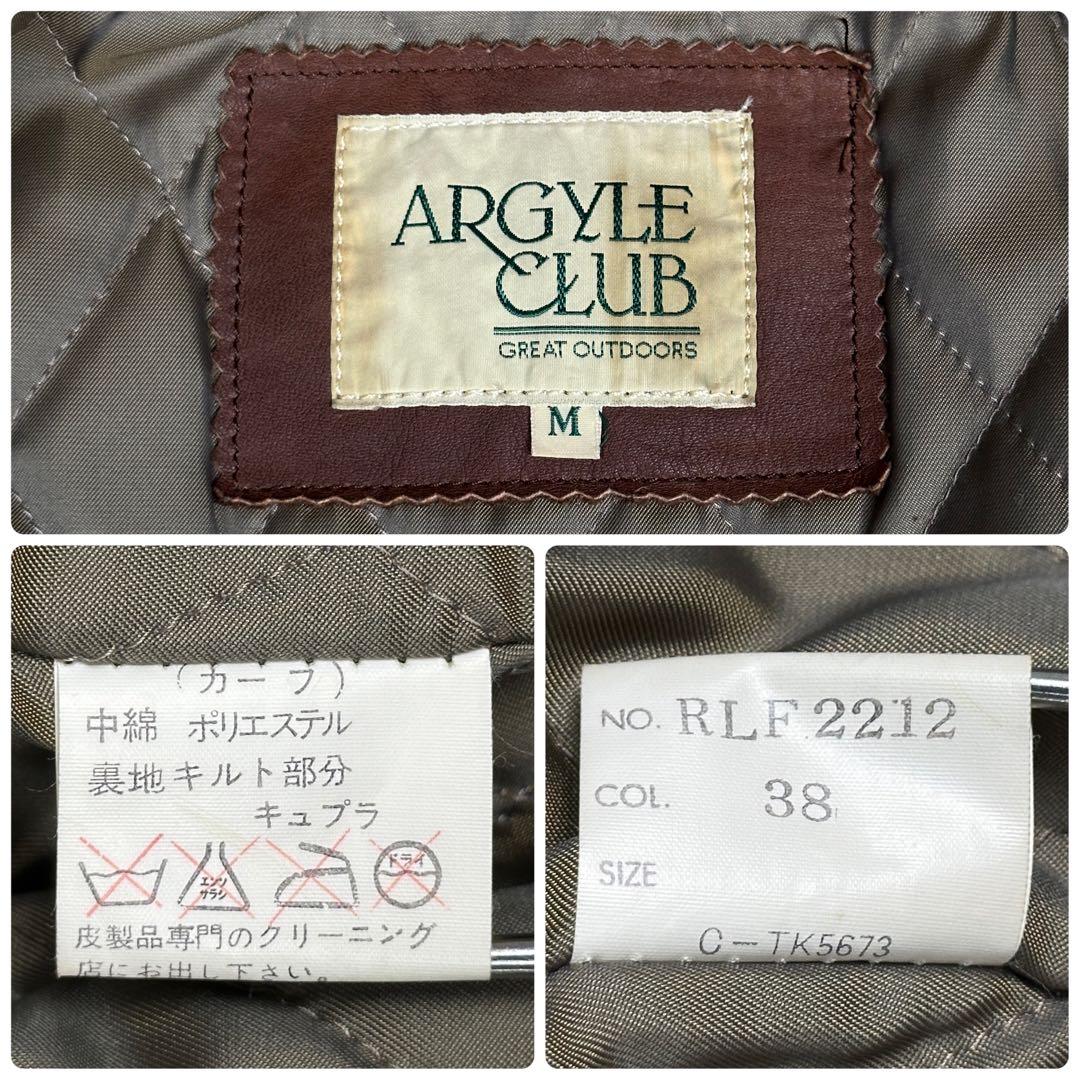 ARGYLE
CLUB
GREAT OUTDOORS
M
(カーフ)
中綿 ポリエステル
裏地キルト部分
キュプラ
エンソ
サラシ
ドライ
皮製品専門のクリーニング
店にお出し下さい。
NO. RLF2212
COL. 38
SIZE
C-TK5673